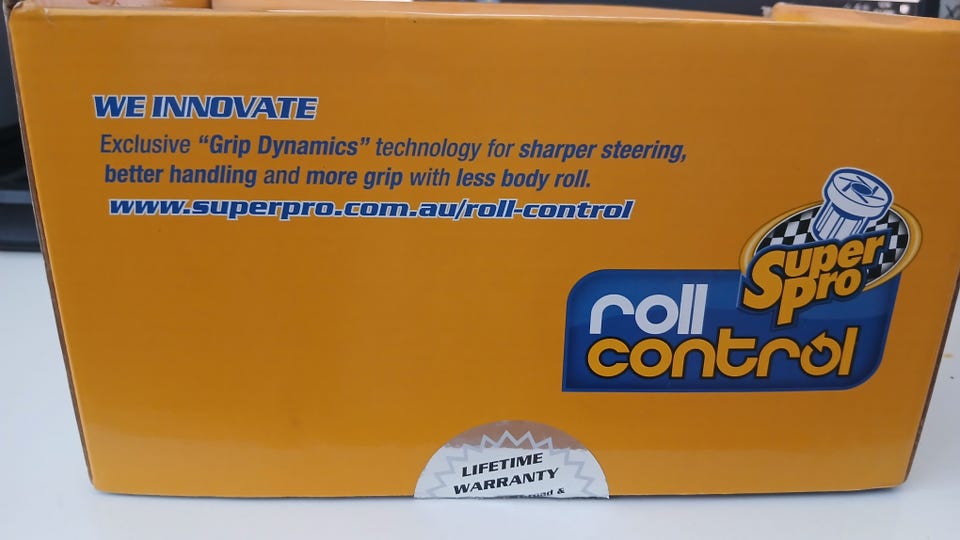 WE INNOVATE
Exclusive “Grip Dynamics” technology for sharper steering,
better handling and more grip with less body roll.
www.superpro.com.au/roll-control
Super
Pro
roll
control
LIFETIME
WARRANTY
road &